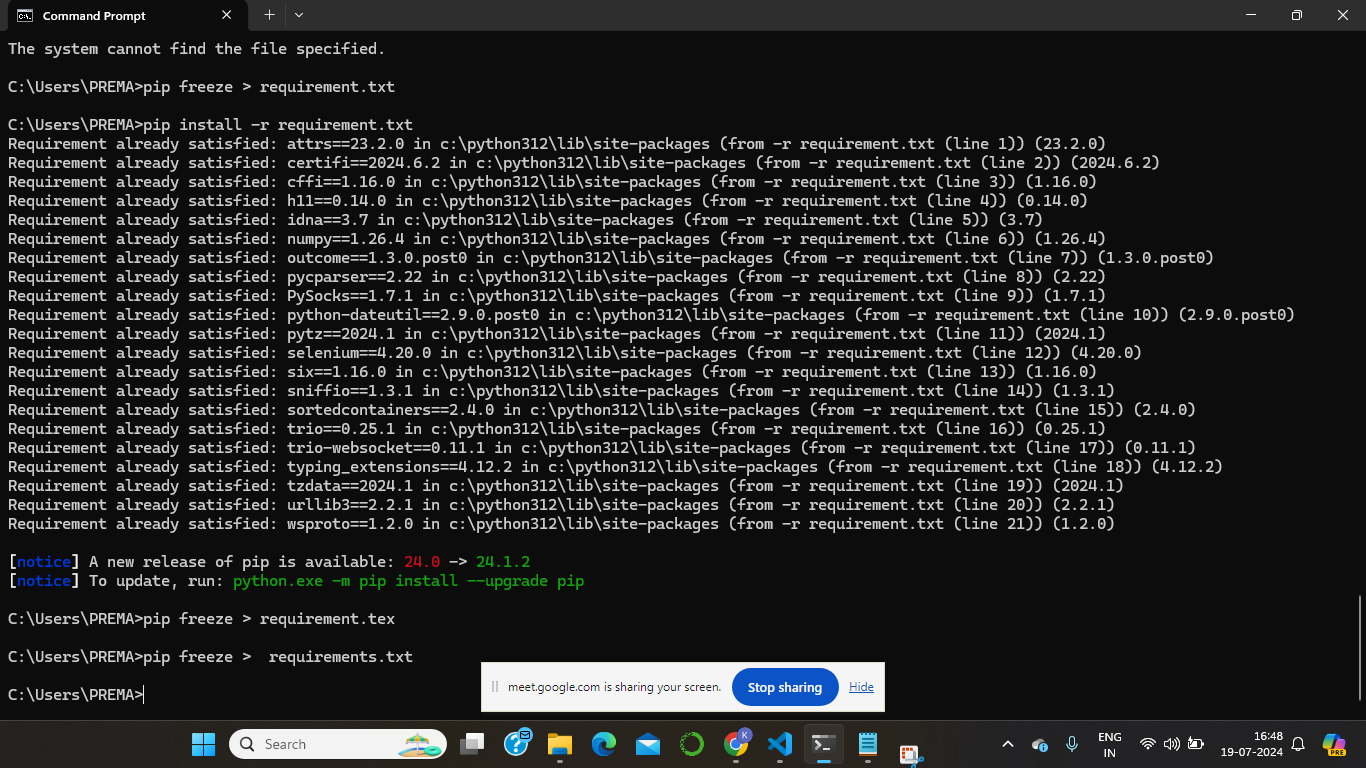 Command Prompt
The system cannot find the file specified.
C:\Users\PREMA>pip freeze > requirement.txt
C:\Users\PREMA>pip install -r requirement.txt
Requirement already satisfied: attrs==23.2.0 in c:\python312\lib\site-packages (from -r requirement.txt (line 1)) (23.2.0)
Requirement already satisfied: certifi==2024.6.2 in c:\python312\lib\site-packages (from -r requirement.txt (line 2)) (2024.6.2)
Requirement already satisfied: cffi==1.16.0 in c:\python312\lib\site-packages (from -r requirement.txt (line 3)) (1.16.0)
Requirement already satisfied: h11==0.14.0 in c:\python312\lib\site-packages (from -r requirement.txt (line 4)) (0.14.0)
Requirement already satisfied: idna==3.7 in c:\python312\lib\site-packages (from -r requirement.txt (line 5)) (3.7)
Requirement already satisfied: numpy==1.26.4 in c:\python312\lib\site-packages (from -r requirement.txt (line 6)) (1.26.4)
Requirement already satisfied: outcome==1.3.0.post0 in c:\python312\lib\site-packages (from -r requirement.txt (line 7)) (1.3.0.post0)
Requirement already satisfied: pycparser==2.22 in c:\python312\lib\site-packages (from -r requirement.txt (line 8)) (2.22)
Requirement already satisfied: PySocks==1.7.1 in c:\python312\lib\site-packages (from -r requirement.txt (line 9)) (1.7.1)
Requirement already satisfied: python-dateutil==2.9.0.post0 in c:\python312\lib\site-packages (from -r requirement.txt (line 10)) (2.9.0.post0)
Requirement already satisfied: pytz==2024.1 in c:\python312\lib\site-packages (from -r requirement.txt (line 11)) (2024.1)
Requirement already satisfied: selenium==4.20.0 in c:\python312\lib\site-packages (from -r requirement.txt (line 12)) (4.20.0)
Requirement already satisfied: six==1.16.0 in c:\python312\lib\site-packages (from -r requirement.txt (line 13)) (1.16.0)
Requirement already satisfied: sniffio==1.3.1 in c:\python312\lib\site-packages (from -r requirement.txt (line 14)) (1.3.1)
Requirement already satisfied: sortedcontainers==2.4.0 in c:\python312\lib\site-packages (from -r requirement.txt (line 15)) (2.4.0)
Requirement already satisfied: trio==0.25.1 in c:\python312\lib\site-packages (from -r requirement.txt (line 16)) (0.25.1)
Requirement already satisfied: trio-websocket==0.11.1 in c:\python312\lib\site-packages (from -r requirement.txt (line 17)) (0.11.1)
Requirement already satisfied: typing_extensions==4.12.2 in c:\python312\lib\site-packages (from -r requirement.txt (line 18)) (4.12.2)
Requirement already satisfied: tzdata==2024.1 in c:\python312\lib\site-packages (from -r requirement.txt (line 19)) (2024.1)
Requirement already satisfied: urllib3==2.2.1 in c:\python312\lib\site-packages (from -r requirement.txt (line 20)) (2.2.1)
Requirement already satisfied: wsproto==1.2.0 in c:\python312\lib\site-packages (from -r requirement.txt (line 21)) (1.2.0)
[notice] A new release of pip is available: 24.0 -> 24.1.2
[notice] To update, run: python.exe -m pip install --upgrade pip
C:\Users\PREMA>pip freeze > requirement.tex
C:\Users\PREMA>pip freeze >  requirements.txt
C:\Users\PREMA>
meet.google.com is sharing your screen. Stop sharing Hide
Search
K
ENG
IN
16:48
19-07-2024
PRE